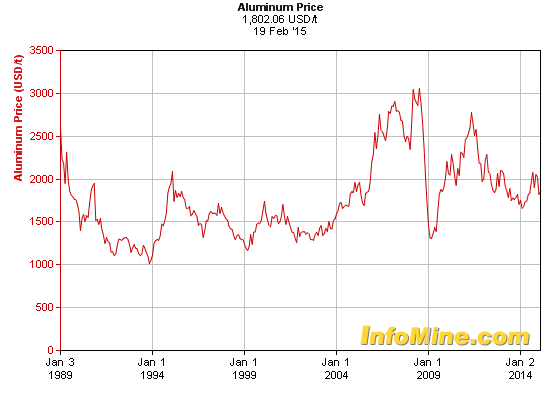 Aluminum Price
1,802.06 USD/t
19 Feb '15
Aluminum Price (USD/t)
3500
3000
2500
2000
1500
1000
500
0
Jan 3 Jan 1 Jan 1 Jan 1 Jan 1 Jan 2
1989 1994 1999 2004 2009 2014
InfoMine.com